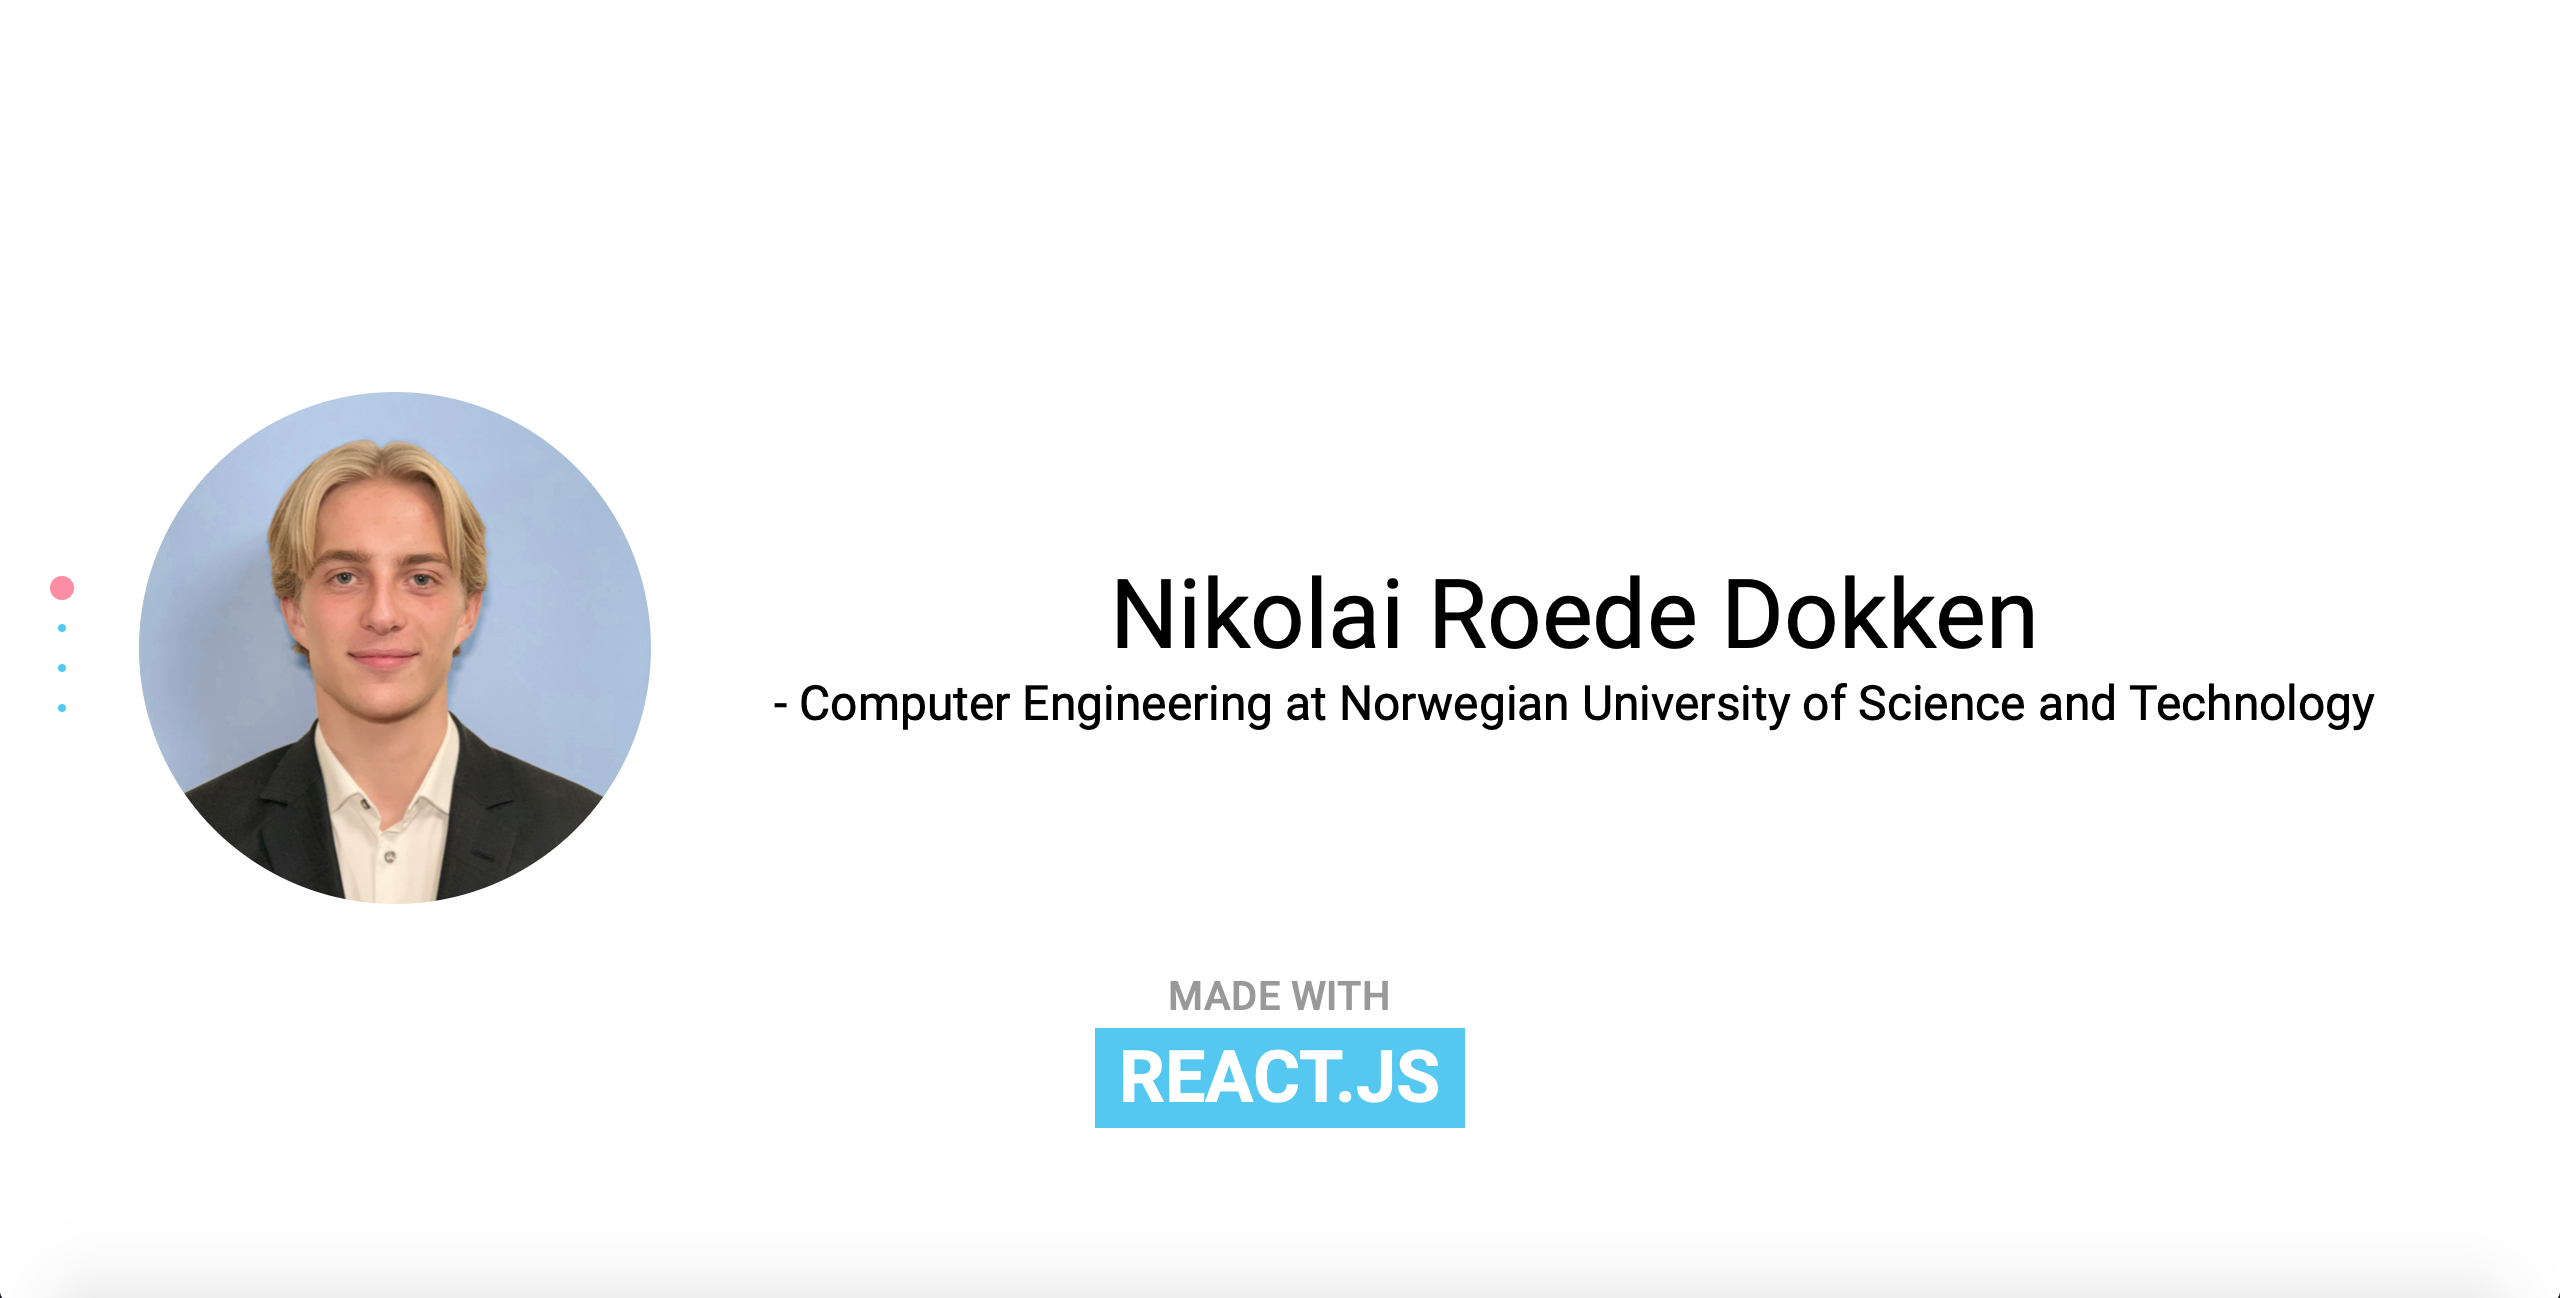 Nikolai Roede Dokken
- Computer Engineering at Norwegian University of Science and Technology
MADE WITH
REACT.JS